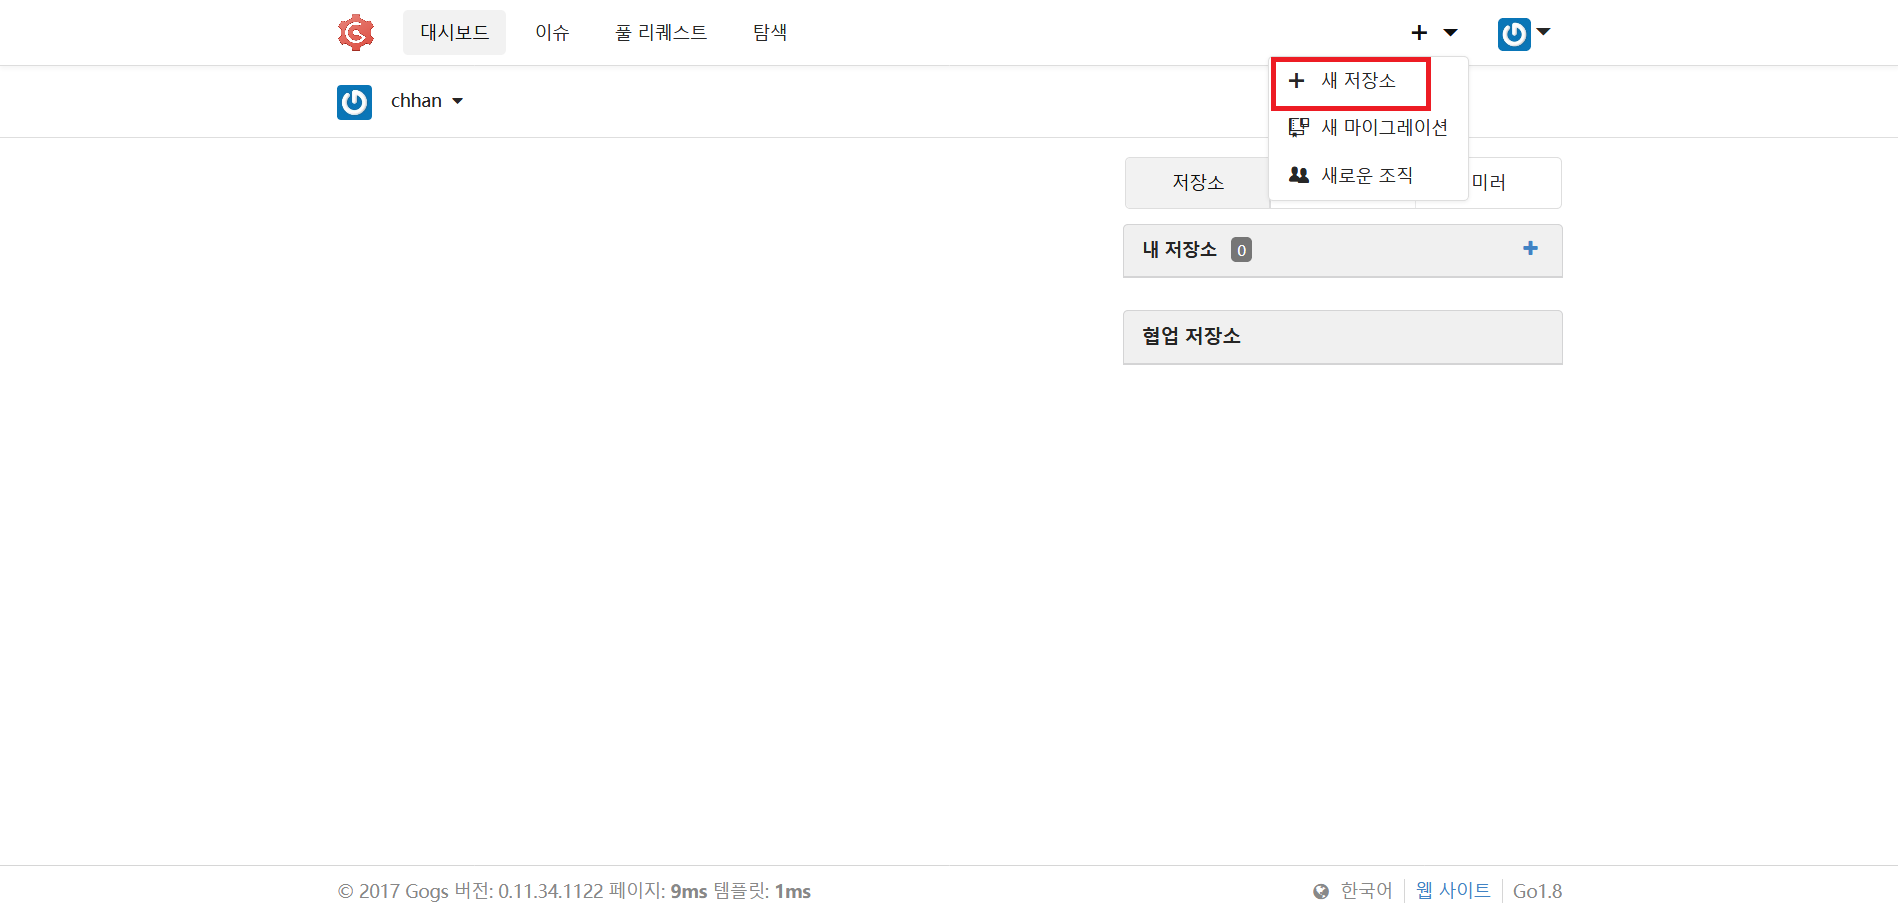 대시보드 이슈 풀 리퀘스트 탐색
chhan
새 저장소
새 마이그레이션
새로운 조직
저장소 미러
내 저장소 0
협업 저장소
© 2017 Gogs 버전: 0.11.34.1122 페이지: 9ms 템플릿: 1ms 한국어 웹 사이트 Go1.8